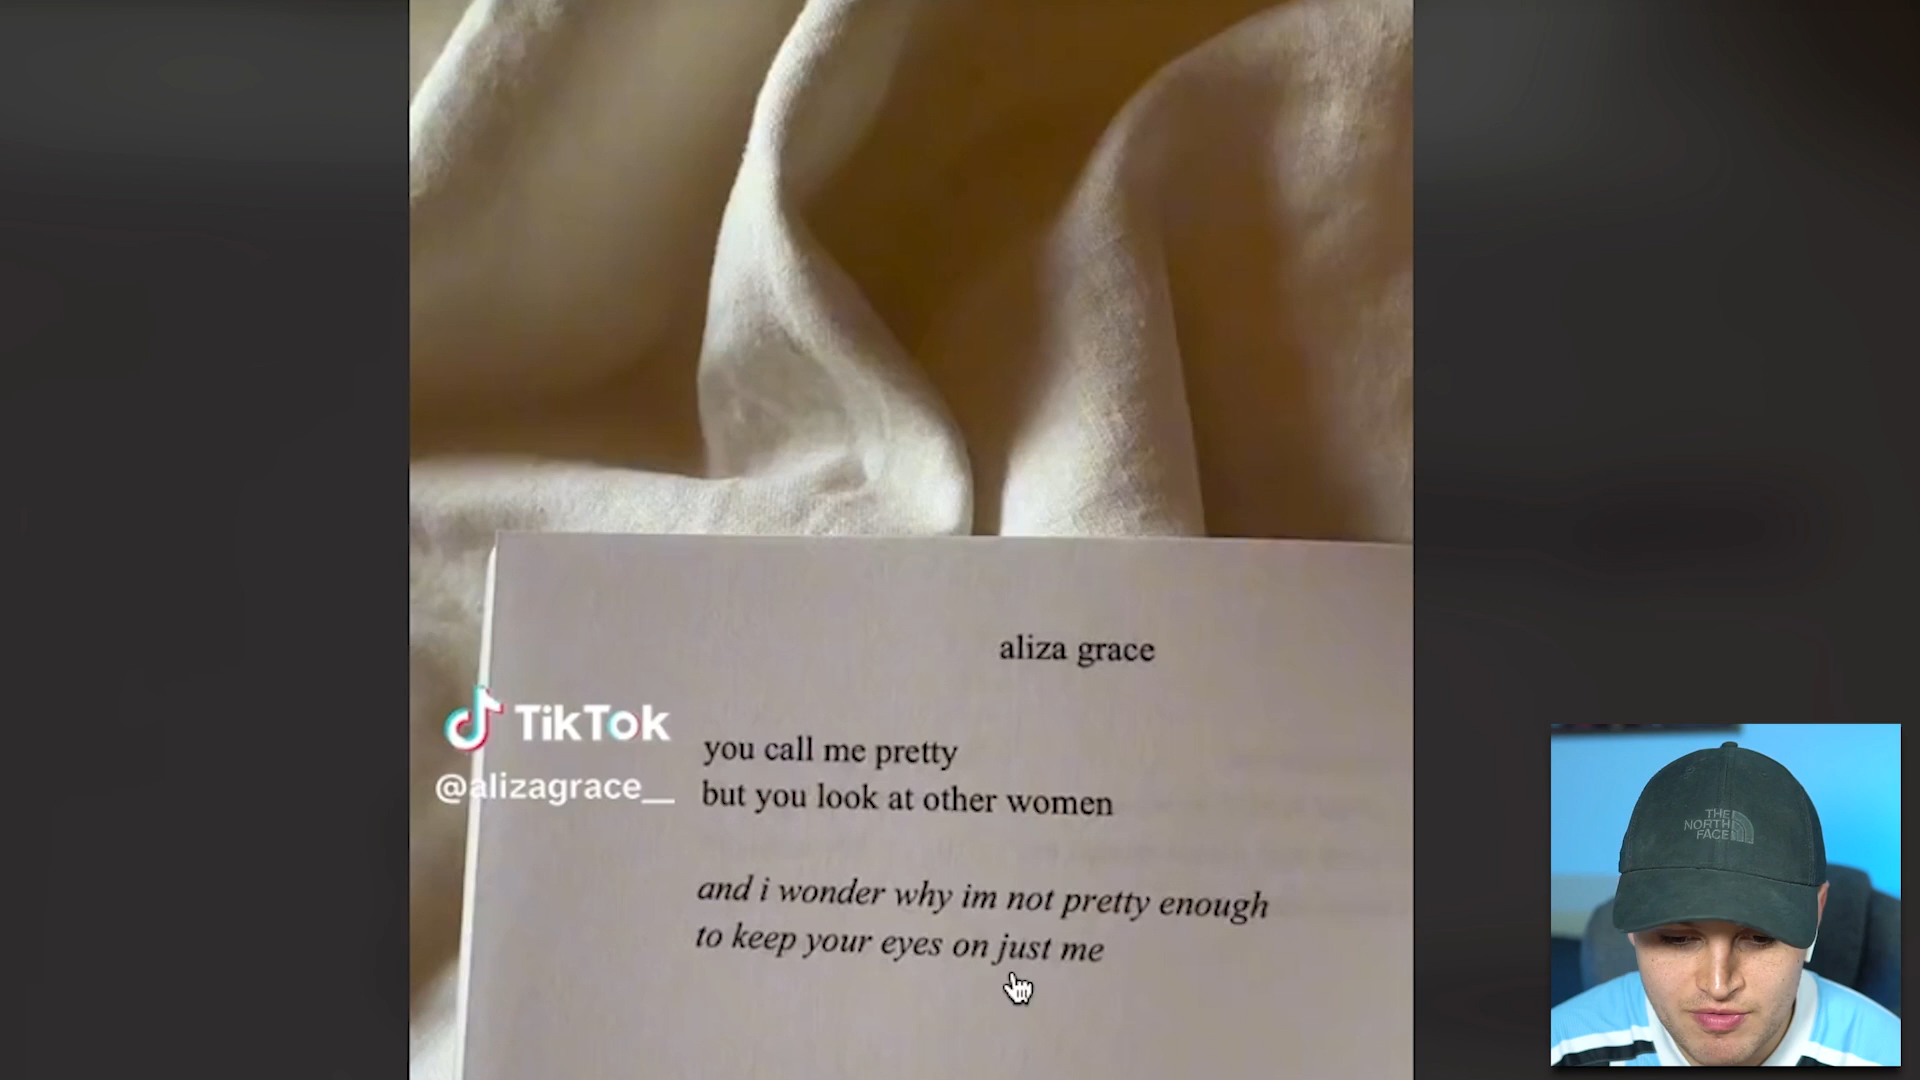 aliza grace
TikTok
@alizagrace__
you call me pretty
but you look at other women
and i wonder why im not pretty enough
to keep your eyes on just me
THE
NORTH
FACE